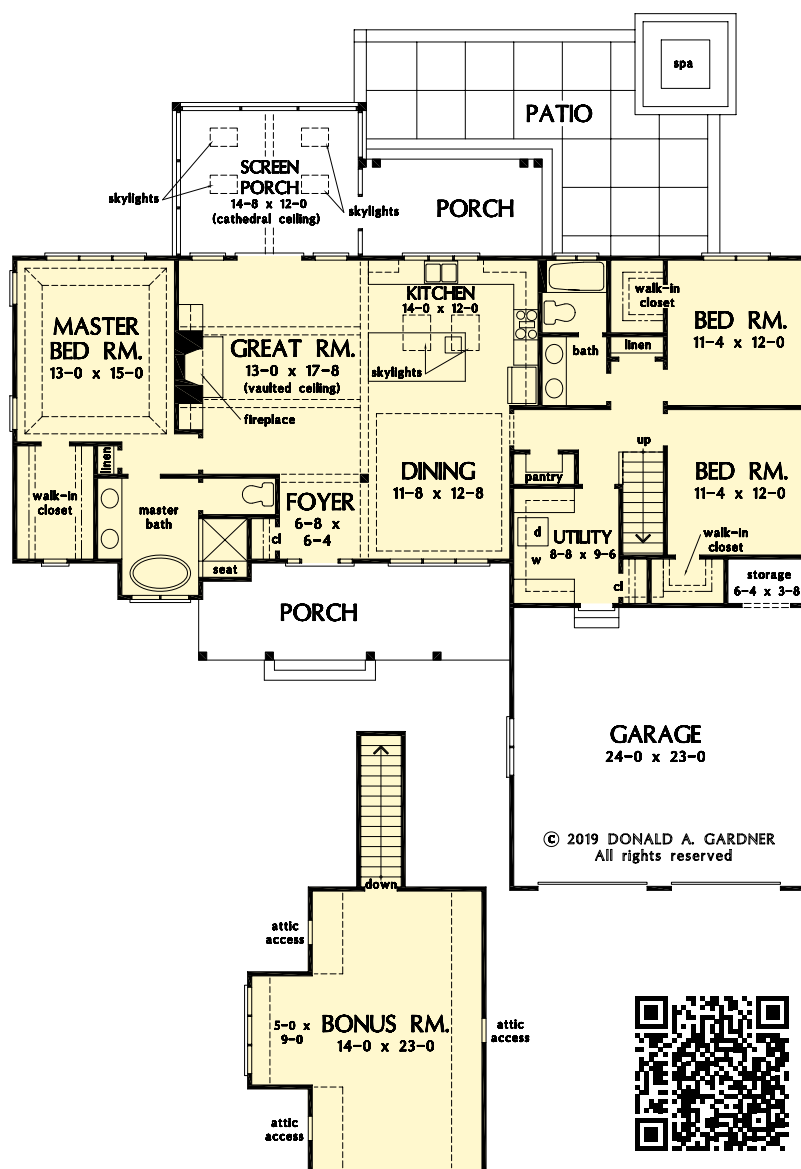 spa
PATIO
SCREEN
PORCH
14-8 x 12-0
(cathedral ceiling)
skylights
skylights
PORCH
MASTER
BED RM.
13-0 x 15-0
GREAT RM.
13-0 x 17-8
(vaulted ceiling)
fireplace
KITCHEN
14-0 x 12-0
skylights
bath
walk-in
closet
linen
BED RM.
11-4 x 12-0
linen
walk-in
closet
master
bath
seat
cl
FOYER
6-8 x
6-4
DINING
11-8 x 12-8
pantry
up
d
w
UTILITY
8-8 x 9-6
cl
BED RM.
11-4 x 12-0
walk-in
closet
storage
6-4 x 3-8
PORCH
GARAGE
24-0 x 23-0
© 2019 DONALD A. GARDNER
All rights reserved
down
attic
access
5-0 x
9-0
BONUS RM.
14-0 x 23-0
attic
access
attic
access